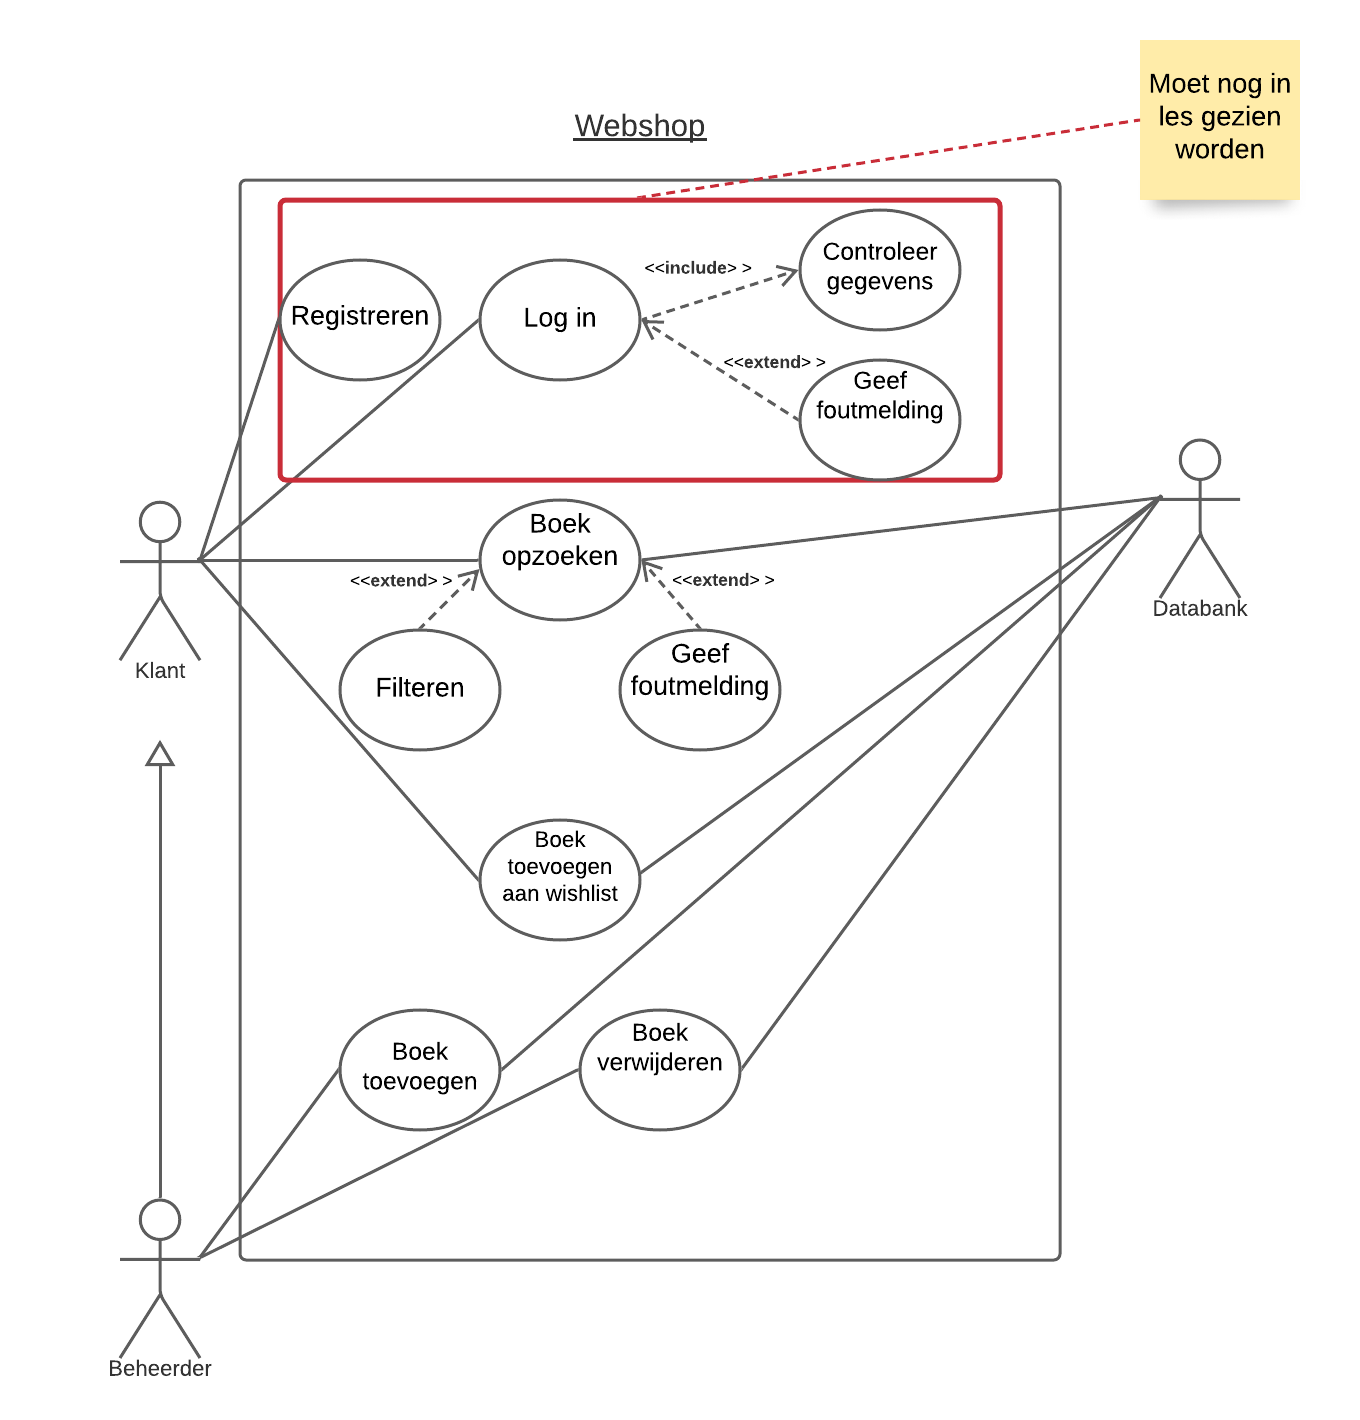 Moet nog in
les gezien
worden
Webshop
Controleer
gegevens
<<include> >
Registreren
Log in
<<extend> >
Geef
foutmelding
Boek
opzoeken
<<extend> >
<<extend> >
Databank
Klant
Filteren
Geef
foutmelding
Boek
toevoegen
aan wishlist
Boek
toevoegen
Boek
verwijderen
Beheerder